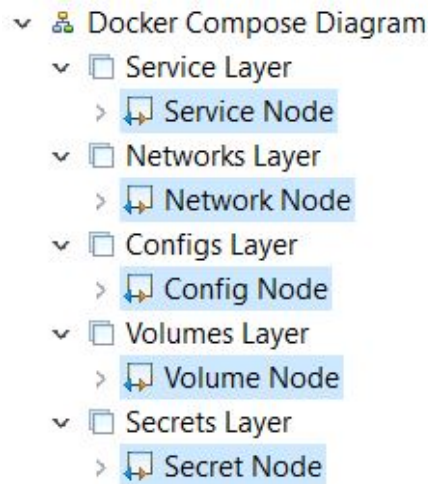 Docker Compose Diagram
Service Layer
Service Node
Networks Layer
Network Node
Configs Layer
Config Node
Volumes Layer
Volume Node
Secrets Layer
Secret Node